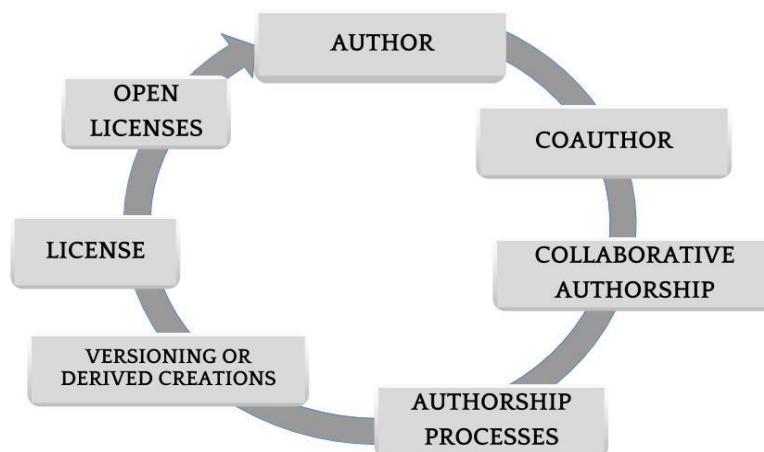 AUTHOR
COAUTHOR
COLLABORATIVE
AUTHORSHIP
AUTHORSHIP
PROCESSES
VERSIONING OR
DERIVED CREATIONS
LICENSE
OPEN
LICENSES